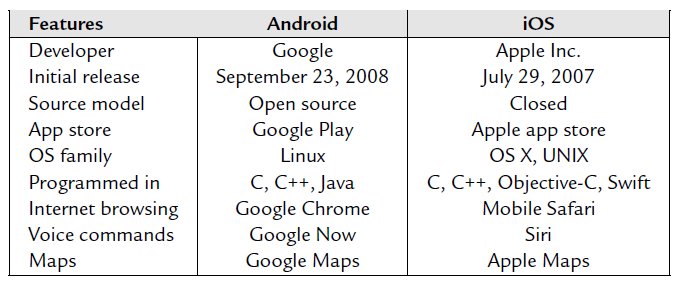 Features Android iOS
Developer Google Apple Inc.
Initial release September 23, 2008 July 29, 2007
Source model Open source Closed
App store Google Play Apple app store
OS family Linux OS X, UNIX
Programmed in C, C++, Java C, C++, Objective-C, Swift
Internet browsing Google Chrome Mobile Safari
Voice commands Google Now Siri
Maps Google Maps Apple Maps